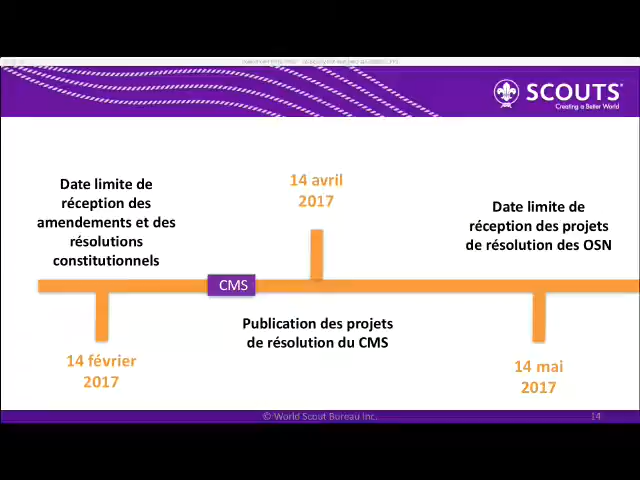 SCOUTS
Creating a Better World
Date limite de
réception des
amendements et des
résolutions
constitutionnels
14 avril
2017
Date limite de
réception des projets
de résolution des OSN
CMS
Publication des projets
de résolution du CMS
14 février
2017
14 mai
2017
© World Scout Bureau Inc.
14